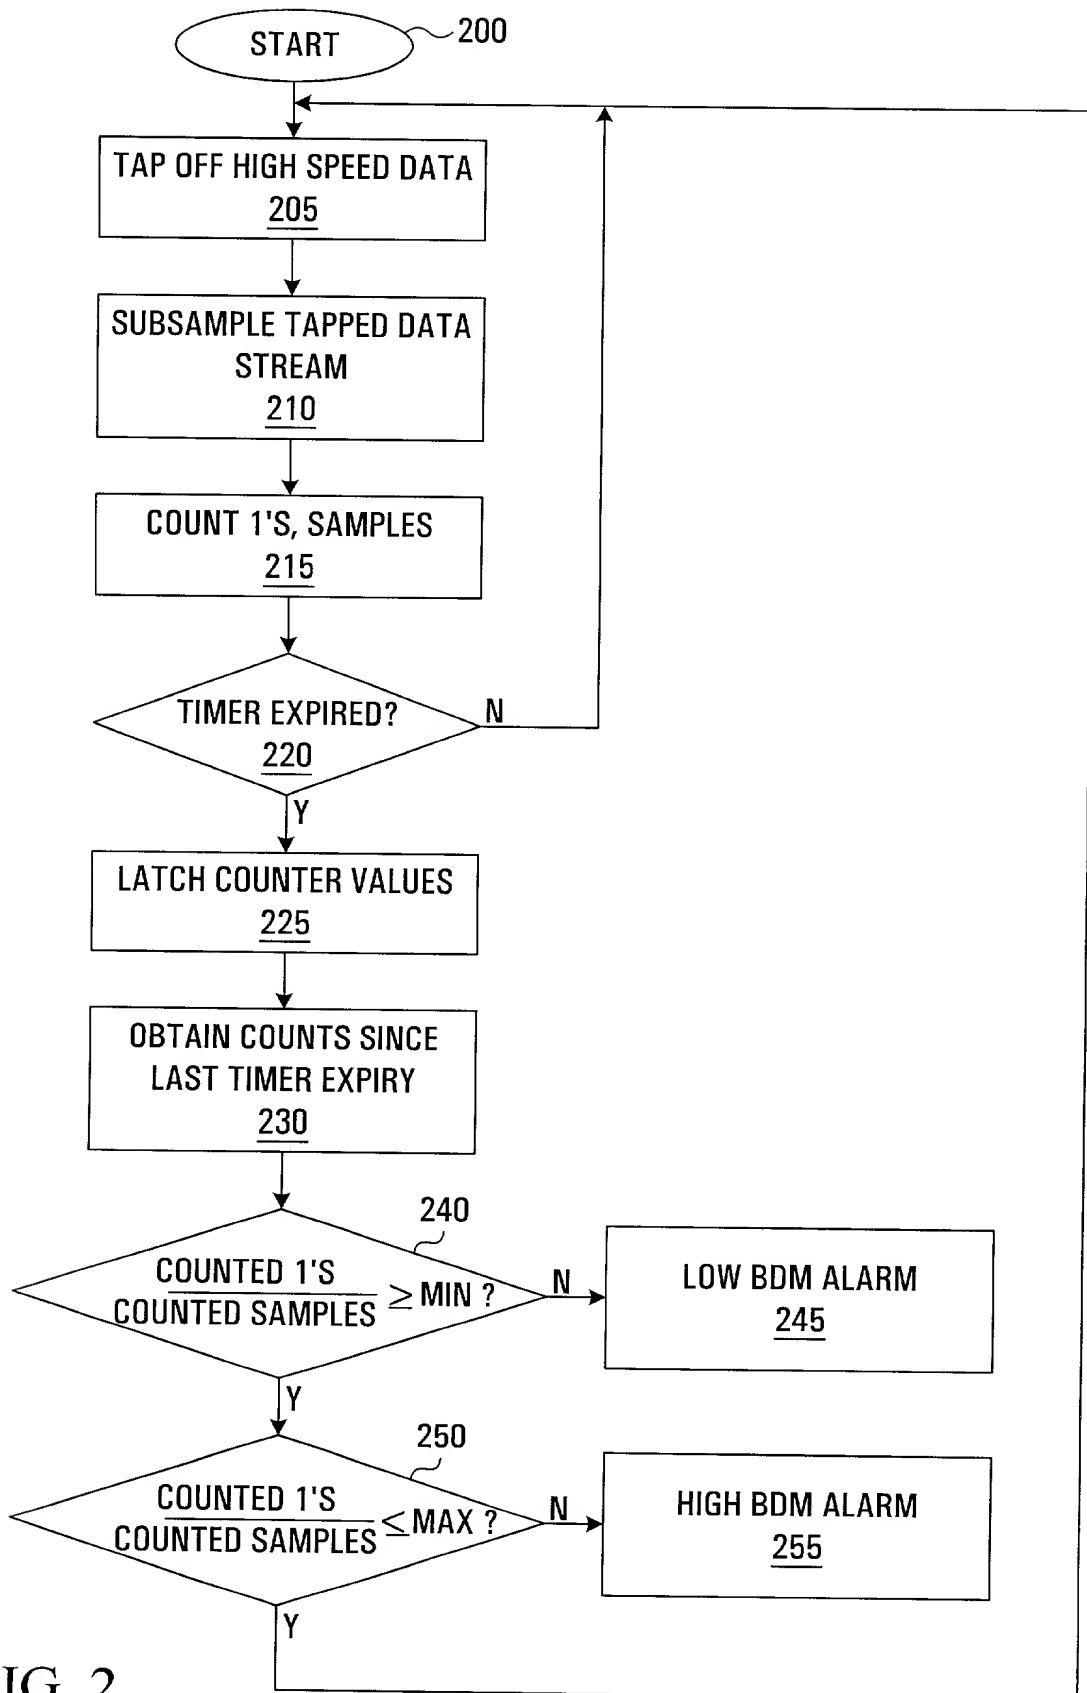 START
200
TAP OFF HIGH SPEED DATA
205
SUBSAMPLE TAPPED DATA
STREAM
210
COUNT 1'S, SAMPLES
215
TIMER EXPIRED?
220
N
Y
LATCH COUNTER VALUES
225
OBTAIN COUNTS SINCE
LAST TIMER EXPIRY
230
240
COUNTED 1'S
COUNTED SAMPLES ≥ MIN ?
N
LOW BDM ALARM
245
Y
250
COUNTED 1'S
COUNTED SAMPLES ≤ MAX ?
N
HIGH BDM ALARM
255
Y
IG. 2